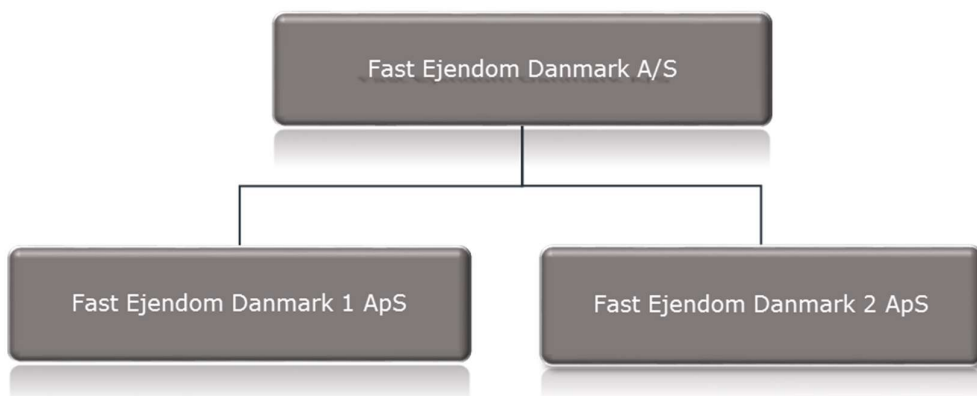 Fast Ejendom Danmark A/S
Fast Ejendom Danmark 1 ApS
Fast Ejendom Danmark 2 ApS